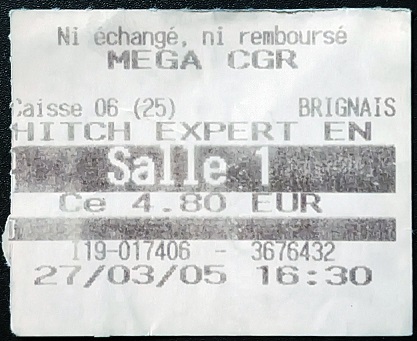 Ni échangé, ni remboursé
MEGA CGR
Caisse 06 (25) BRIGNAIS
HITCH EXPERT EN
Salle 1
Ce 4.80 EUR
I19-017406 - 3676432
27/03/05 16:30